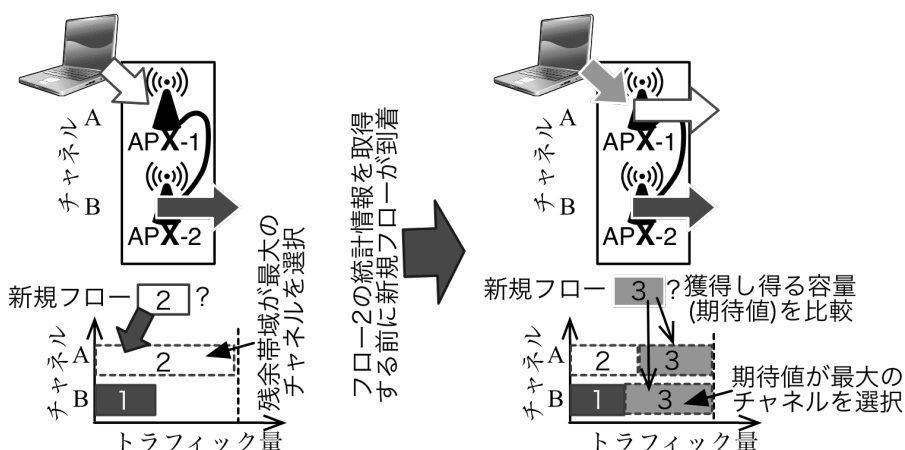 チャネル
A
B
APX-1
APX-2
新規フロー 2 ?
残余帯域が最大の
チャネルを選択
チャネル
A
2
B
1
トラフィック量
フロー2の統計情報を取得
する前に新規フローが到着
チャネル
A
B
APX-1
APX-2
新規フロー 3 ?
獲得し得る容量
(期待値)を比較
チャネル
A
2 3
B
1 3
期待値が最大の
チャネルを選択
トラフィック量